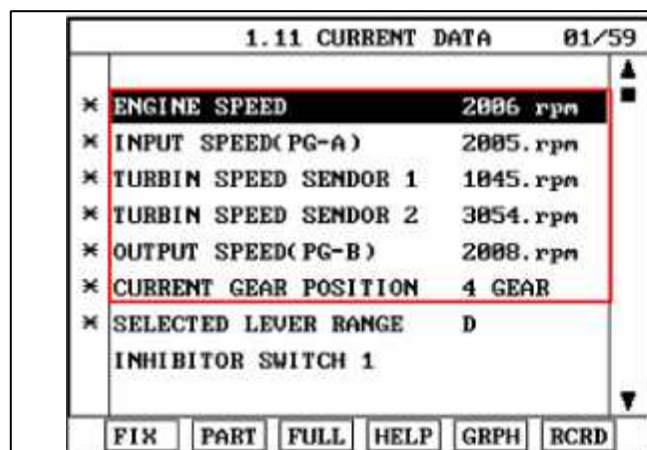 1.11 CURRENT DATA 01/59
* ENGINE SPEED 2006 rpm
* INPUT SPEED(PG-A) 2005.rpm
* TURBIN SPEED SENDOR 1 1045.rpm
* TURBIN SPEED SENDOR 2 3054.rpm
* OUTPUT SPEED(PG-B) 2008.rpm
* CURRENT GEAR POSITION 4 GEAR
* SELECTED LEVER RANGE D
INHIBITOR SWITCH 1
FIX PART FULL HELP GRPH RCRD